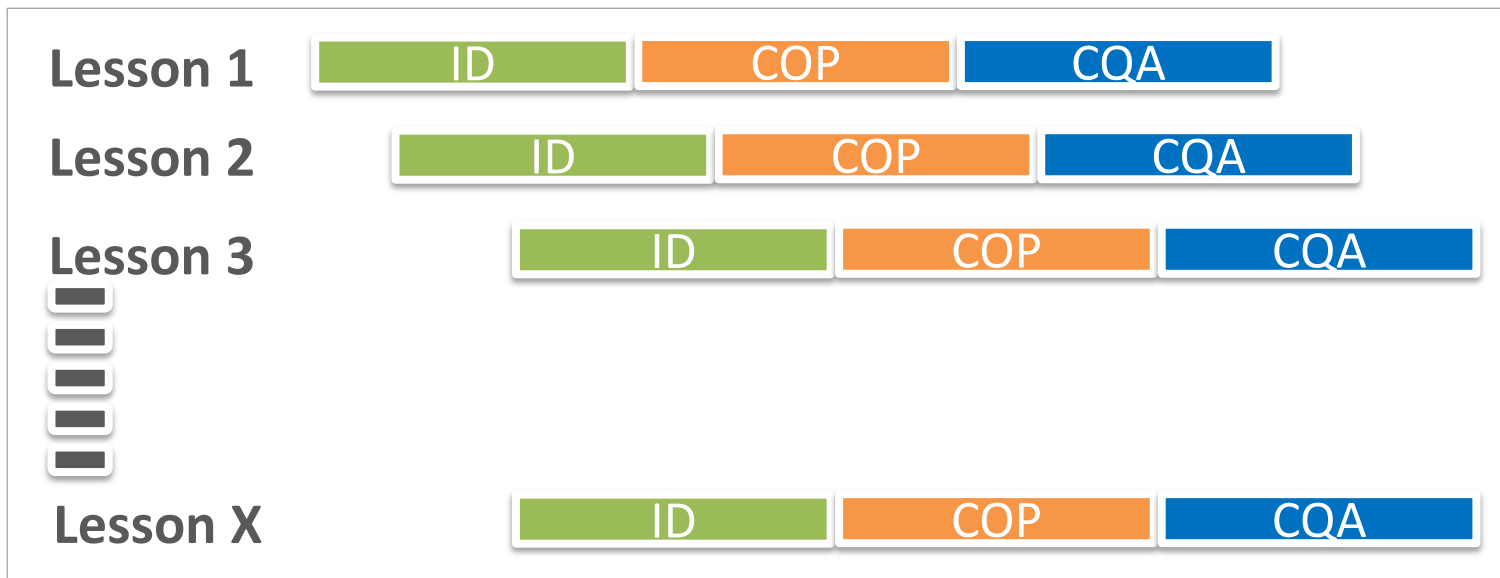 Lesson 1 ID COP CQA
Lesson 2 ID COP CQA
Lesson 3 ID COP CQA
Lesson X ID COP CQA